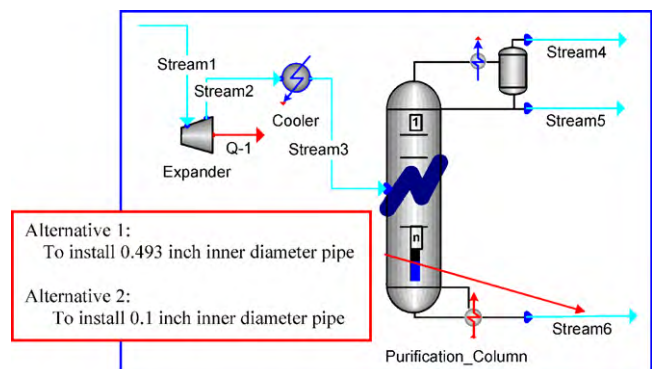 Stream1
Stream2
Q-1
Expander
Cooler
Stream3
Stream4
Stream5
1
n
Alternative 1:
To install 0.493 inch inner diameter pipe
Alternative 2:
To install 0.1 inch inner diameter pipe
Stream6
Purification_Column